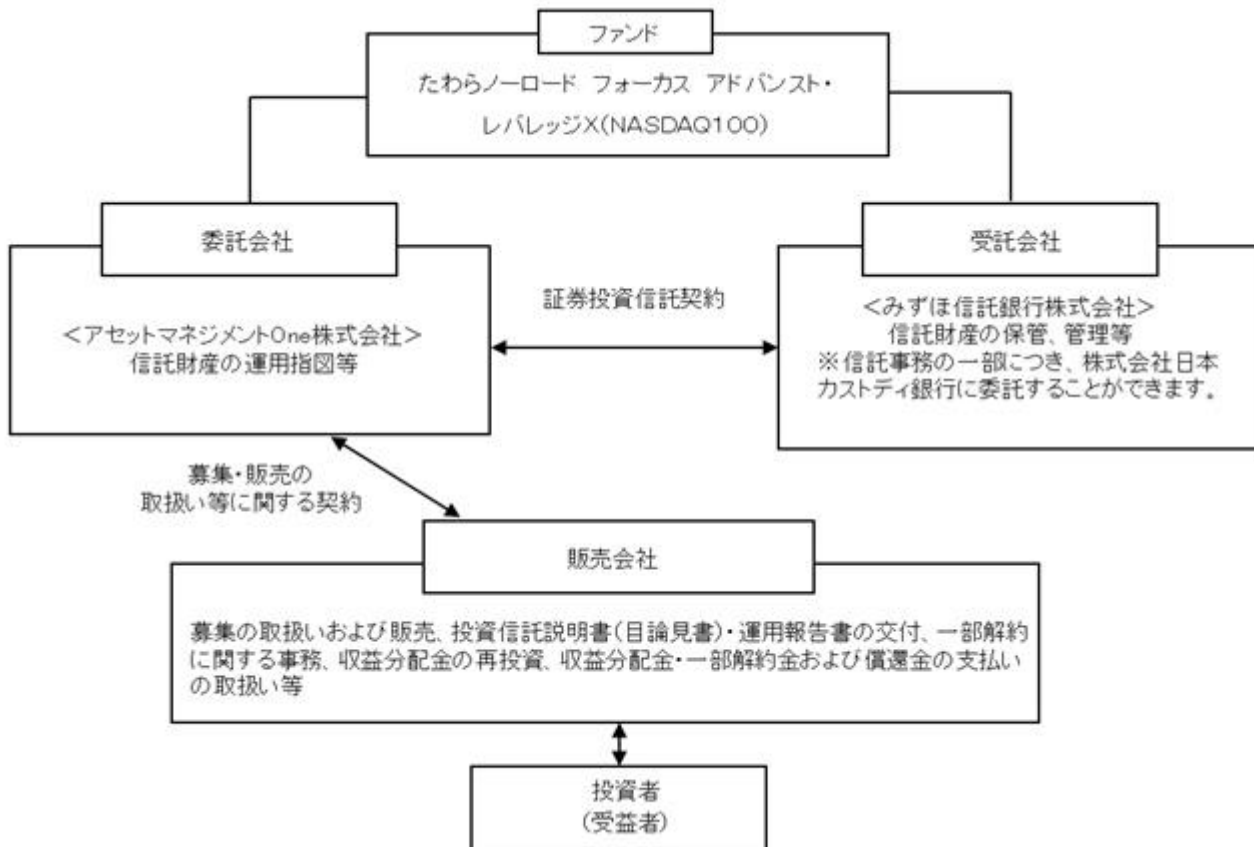 ファンド
たわらノーロード フォーカス アドバンスト・
レバレッジX(NASDAQ100)
委託会社
<アセットマネジメントOne株式会社>
信託財産の運用指図等
証券投資信託契約
受託会社
<みずほ信託銀行株式会社>
信託財産の保管、管理等
※信託事務の一部につき、株式会社日本
カストディ銀行に委託することができます。
募集・販売の
取扱い等に関する契約
販売会社
募集の取扱いおよび販売、投資信託説明書(目論見書)・運用報告書の交付、一部解約
に関する事務、収益分配金の再投資、収益分配金・一部解約金および償還金の支払い
の取扱い等
投資者
(受益者)